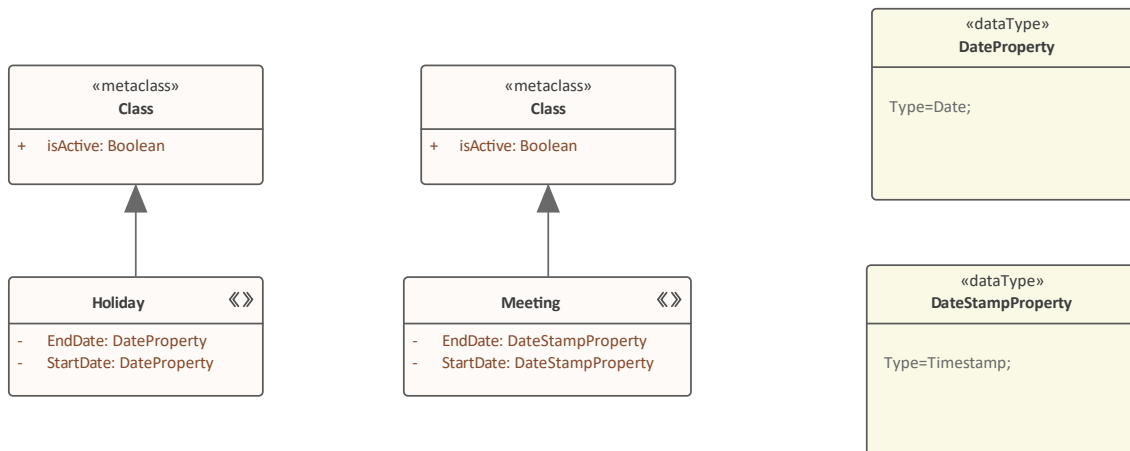 «metaclass»
Class
+ isActive: Boolean
Holiday «»
- EndDate: DateProperty
- StartDate: DateProperty
«metaclass»
Class
+ isActive: Boolean
Meeting «»
- EndDate: DateStampProperty
- StartDate: DateStampProperty
«dataType»
DateProperty
Type=Date;
«dataType»
DateStampProperty
Type=Timestamp;